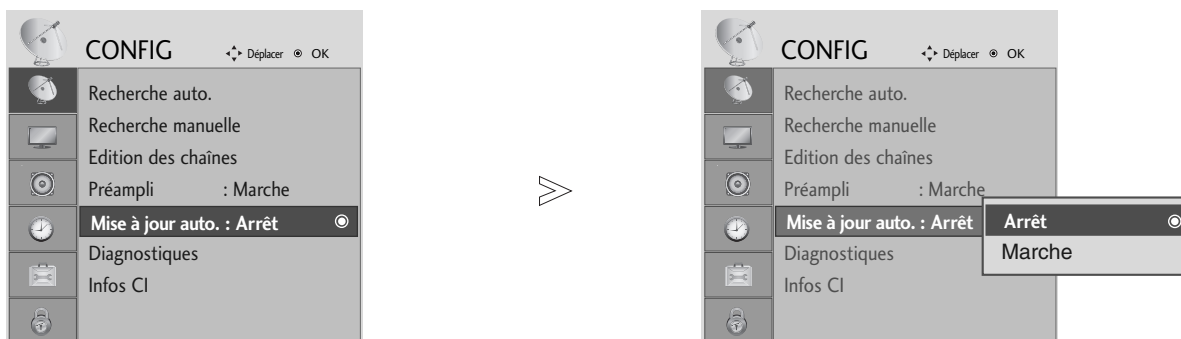 CONFIG Déplacer OK
Recherche auto.
Recherche manuelle
Edition des chaînes
Préampli : Marche
Mise à jour auto. : Arrêt
Diagnostiques
Infos CI
CONFIG Déplacer OK
Recherche auto.
Recherche manuelle
Edition des chaînes
Préampli : Marche
Mise à jour auto. : Arrêt
Diagnostiques
Infos CI
Arrêt
Marche